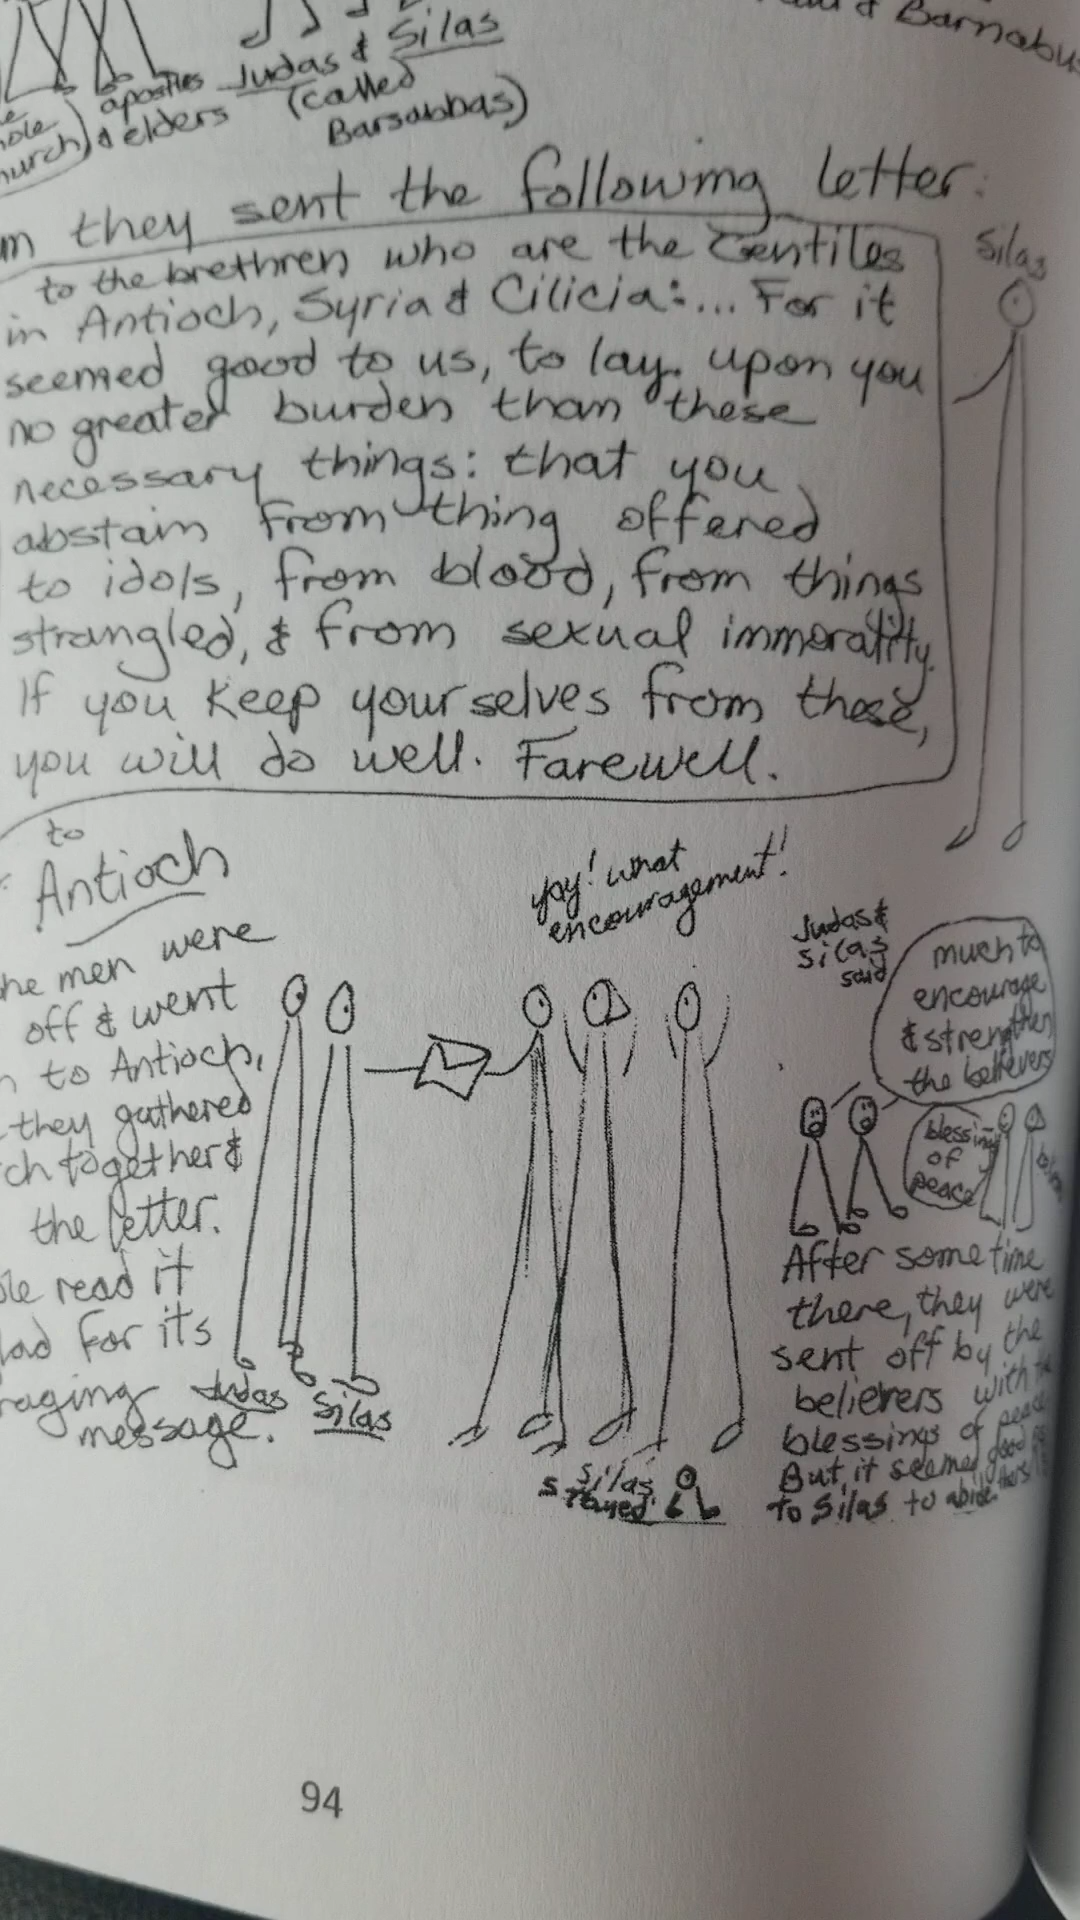 Barnabus
Judas & Silas
(called
Barsabbas)
apostles
& elders
they sent the following letter:
to the brethren who are the Gentiles
in Antioch, Syria & Cilicia:... For it
seemed good to us, to lay upon you
no greater burden than these
necessary things: that you
abstain from thing offered
to idols, from blood, from things
strangled, & from sexual immorality.
If you keep yourselves from these,
you will do well. Farewell.
Silas
to
Antioch
men were
off & went
to Antioch,
they gathered
together &
the letter.
read it
for its
message.
Judas
Silas
yay! what
encouragement!
Silas
stayed
Judas &
Silas
said
much to
encourage
& strengthen
the believers
blessing
of
peace
After some time
there, they were
sent off by the
believers with
blessings of peace
But, it seemed good
to Silas to abide
94